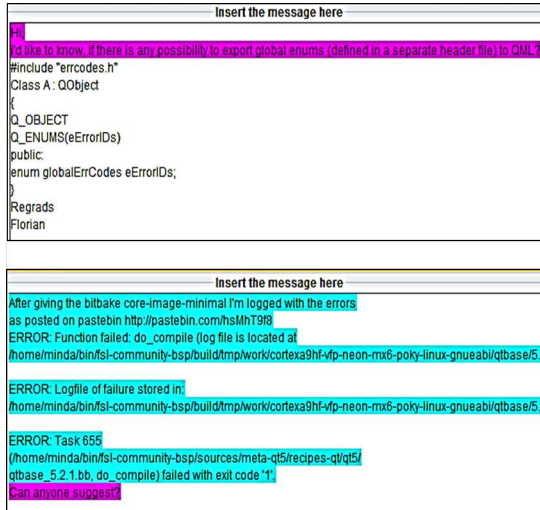 Insert the message here
Hi,
I'd like to know, if there is any possibility to export global enums (defined in a separate header file) to QML?
#include "errcodes.h"
Class A : QObject
{
Q_OBJECT
Q_ENUMS(eErrorIDs)
public:
enum globalErrCodes eErrorIDs;
}
Regrads
Florian
Insert the message here
After giving the bitbake core-image-minimal I'm logged with the errors
as posted on pastebin http://pastebin.com/hsMhT9f8
ERROR: Function failed: do_compile (log file is located at
/home/minda/bin/fsl-community-bsp/build/tmp/work/cortexa9hf-vfp-neon-mx6-poky-linux-gnueabi/qtbase/5.
ERROR: Logfile of failure stored in:
/home/minda/bin/fsl-community-bsp/build/tmp/work/cortexa9hf-vfp-neon-mx6-poky-linux-gnueabi/qtbase/5.
ERROR: Task 655
(/home/minda/bin/fsl-community-bsp/sources/meta-qt5/recipes-qt/qt5/
qtbase_5.2.1.bb, do_compile) failed with exit code '1'.
Can anyone suggest?